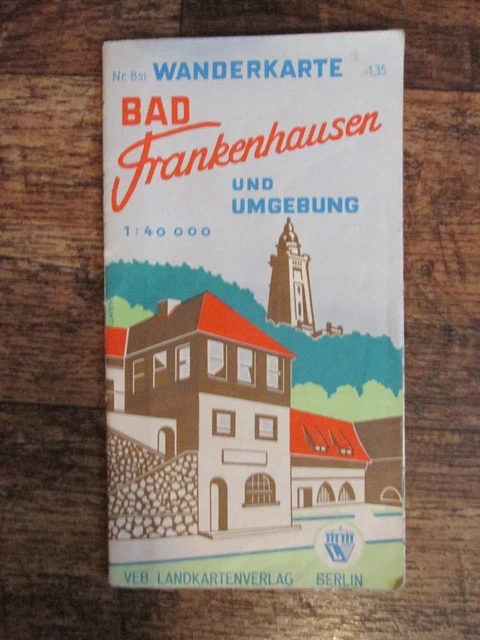 Nr. 851 WANDERKARTE 1.35
BAD
Frankenhausen
UND
UMGEBUNG
1:40 000
VEB LANDKARTENVERLAG BERLIN